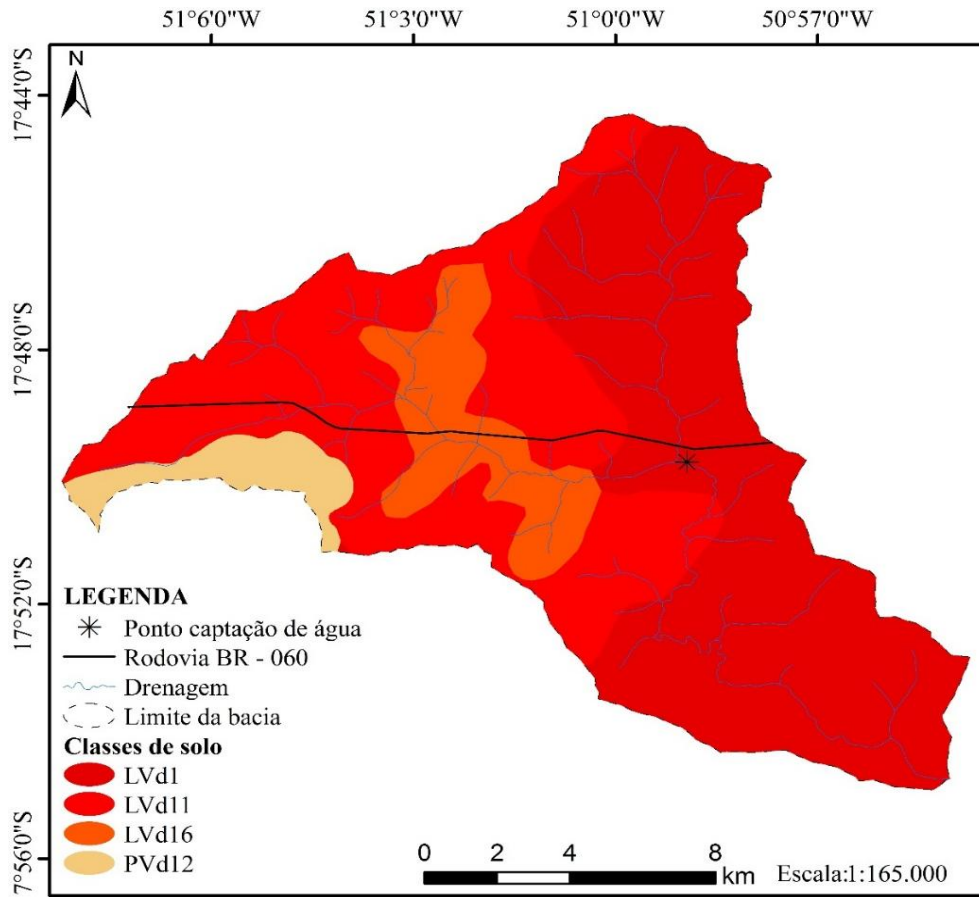 51°6'0"W 51°3'0"W 51°0'0"W 50°57'0"W
N
17°44'0"S
17°48'0"S
17°52'0"S
7°56'0"S
LEGENDA
Ponto captação de água
Rodovia BR - 060
Drenagem
Limite da bacia
Classes de solo
LVd1
LVd11
LVd16
PVd12
0 2 4 8
km
Escala:1:165.000